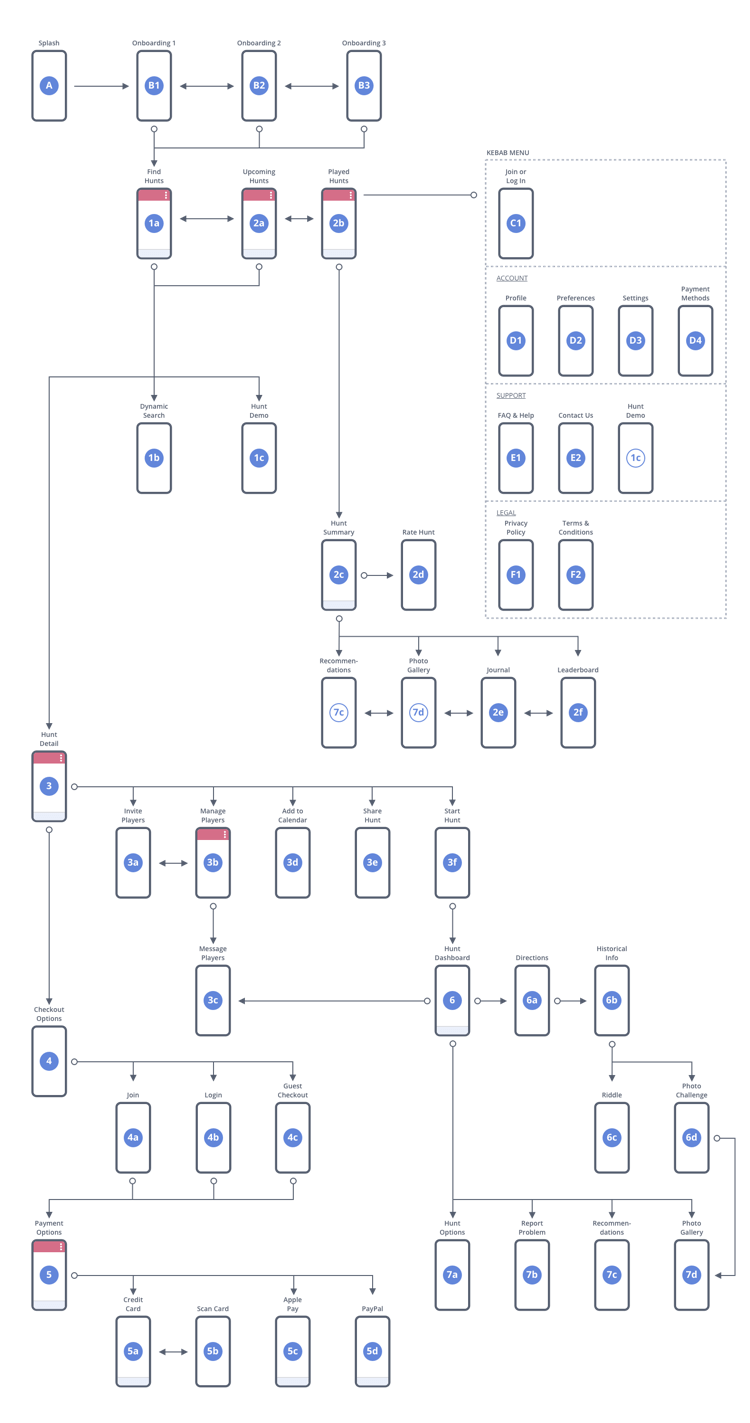 Splash
Onboarding 1
Onboarding 2
Onboarding 3
A
B1
B2
B3
KEBAB MENU
Find
Hunts
Upcoming
Hunts
Played
Hunts
1a
2a
2b
Join or
Log In
C1
ACCOUNT
Profile
Preferences
Settings
Payment
Methods
D1
D2
D3
D4
SUPPORT
FAQ & Help
Contact Us
Hunt
Demo
E1
E2
1c
LEGAL
Privacy
Policy
Terms &
Conditions
F1
F2
Dynamic
Search
Hunt
Demo
1b
1c
Hunt
Summary
Rate Hunt
2c
2d
Recommen-
dations
Photo
Gallery
Journal
Leaderboard
7c
7d
2e
2f
Hunt
Detail
3
Invite
Players
Manage
Players
Add to
Calendar
Share
Hunt
Start
Hunt
3a
3b
3d
3e
3f
Message
Players
Hunt
Dashboard
Directions
Historical
Info
3c
6
6a
6b
Checkout
Options
4
Join
Login
Guest
Checkout
Riddle
Photo
Challenge
4a
4b
4c
6c
6d
Payment
Options
Hunt
Options
Report
Problem
Recommen-
dations
Photo
Gallery
5
7a
7b
7c
7d
Credit
Card
Scan Card
Apple
Pay
PayPal
5a
5b
5c
5d